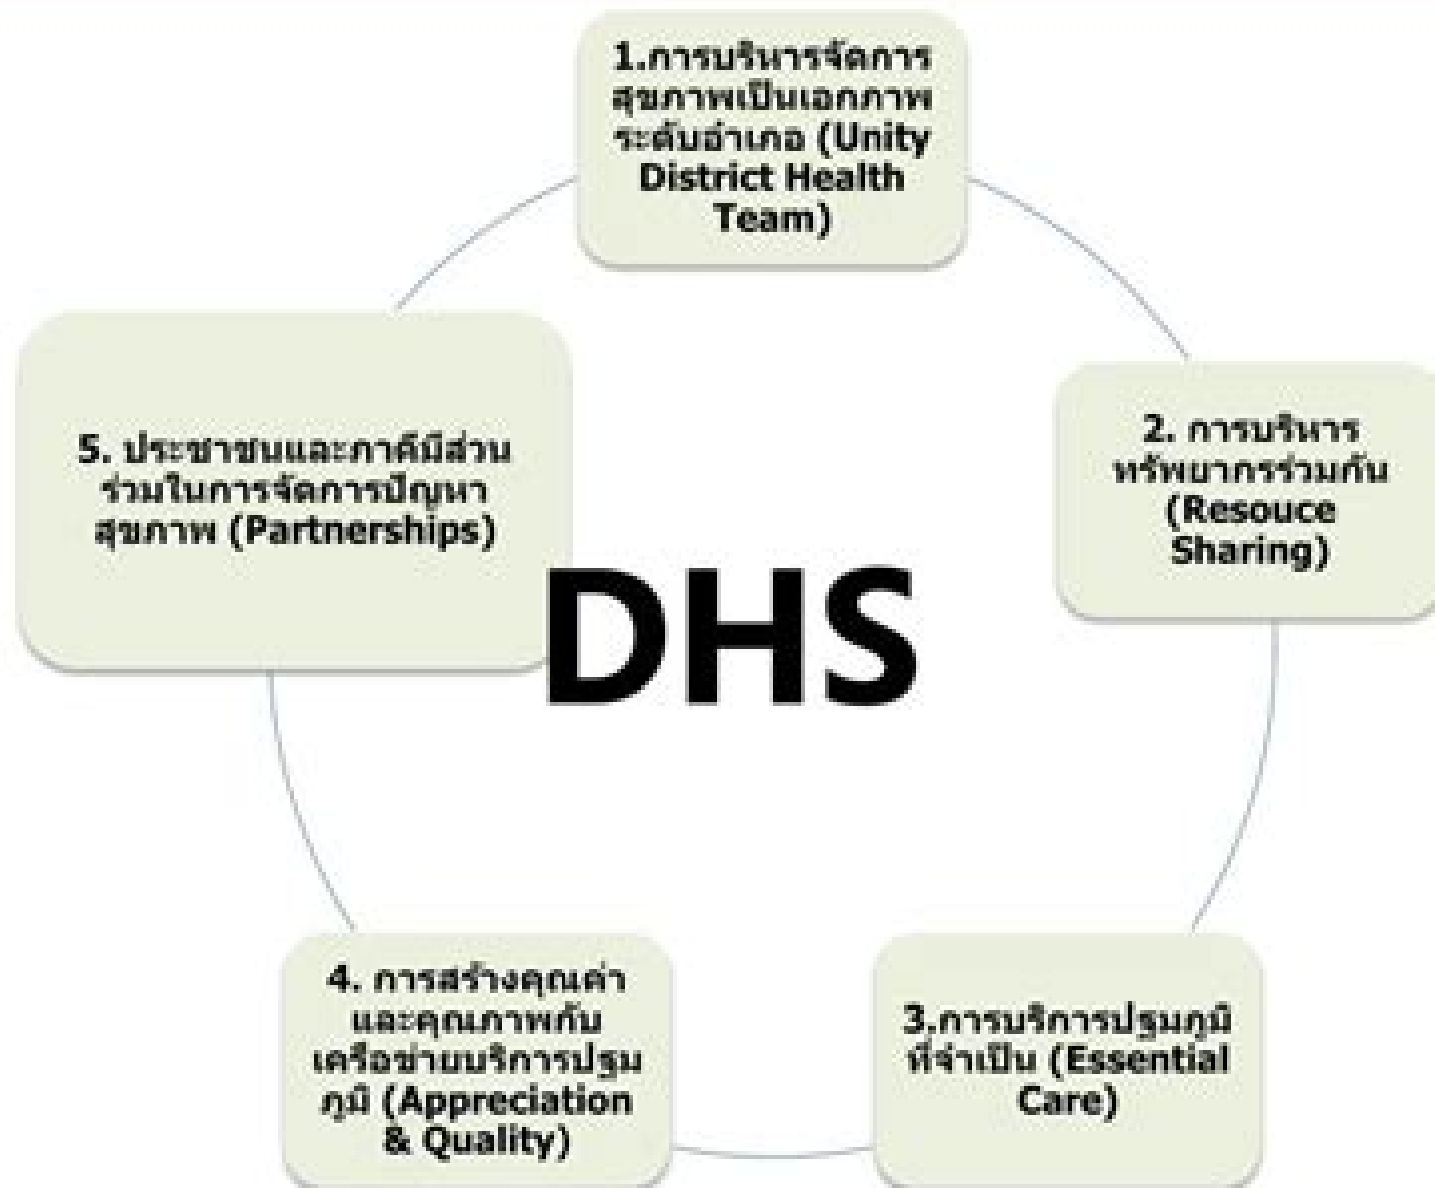 1.การบริหารจัดการ
สุขภาพเป็นเอกภาพ
ระดับอำเภอ (Unity
District Health
Team)
2. การบริหาร
ทรัพยากรร่วมกัน
(Resouce
Sharing)
3.การบริการปฐมภูมิ
ที่จำเป็น (Essential
Care)
4. การสร้างคุณค่า
และคุณภาพกับ
เครือข่ายบริการปฐม
ภูมิ (Appreciation
& Quality)
5. ประชาชนและภาคีมีส่วน
ร่วมในการจัดการปัญหา
สุขภาพ (Partnerships)
DHS